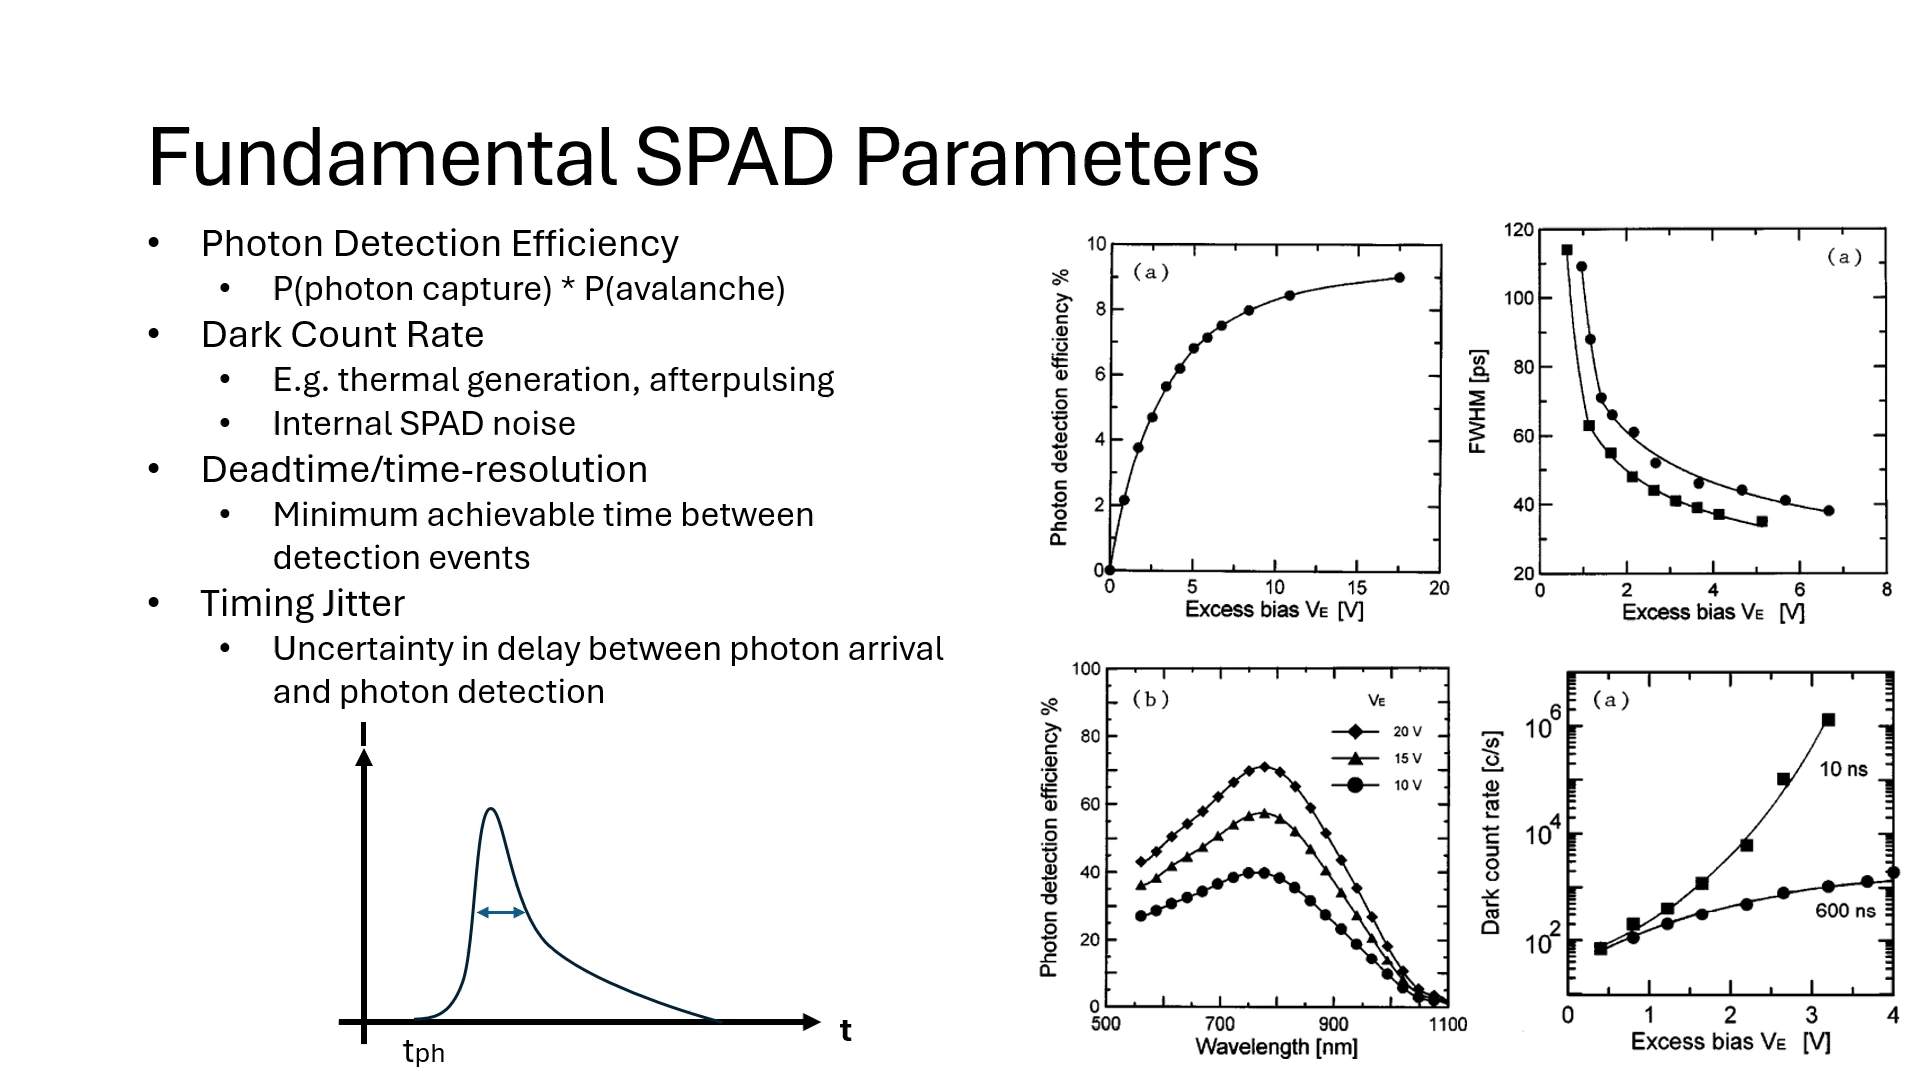 Fundamental SPAD Parameters
• Photon Detection Efficiency
• P(photon capture) * P(avalanche)
• Dark Count Rate
• E.g. thermal generation, afterpulsing
• Internal SPAD noise
• Deadtime/time-resolution
• Minimum achievable time between
detection events
• Timing Jitter
• Uncertainty in delay between photon arrival
and photon detection
I
t
tph
(a)
Photon detection efficiency %
10
8
6
4
2
0
0 5 10 15 20
Excess bias VE [V]
(a)
FWHM [ps]
120
100
80
60
40
20
0 2 4 6 8
Excess bias VE [V]
(b)
VE
20 V
15 V
10 V
Photon detection efficiency %
100
80
60
40
20
0
500 700 900 1100
Wavelength [nm]
(a)
Dark count rate [c/s]
10^6
10^4
10^2
10 ns
600 ns
0 1 2 3 4
Excess bias VE [V]